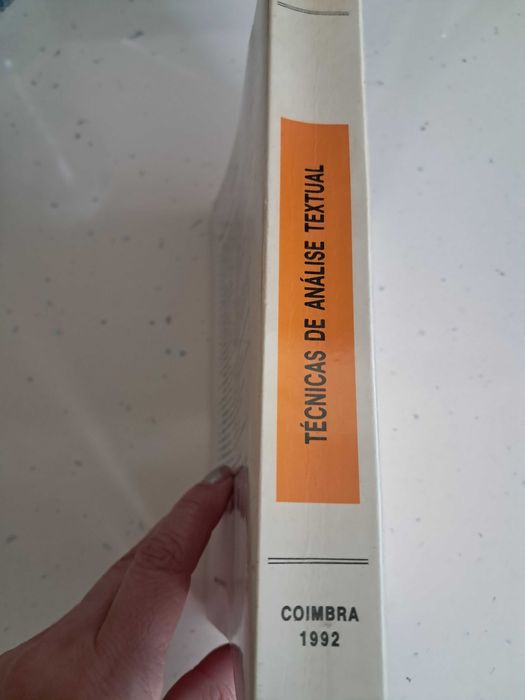 TÉCNICAS DE ANÁLISE TEXTUAL
COIMBRA
1992